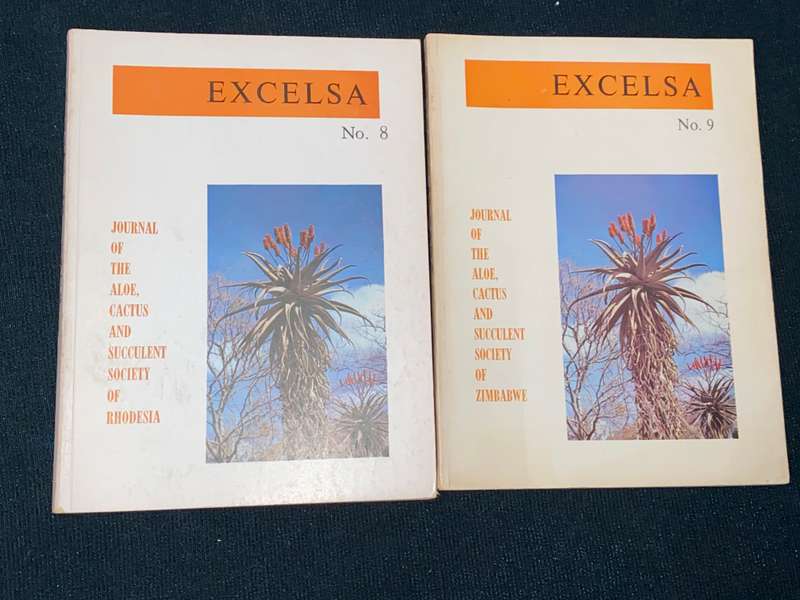 EXCELSA
No. 8
JOURNAL
OF
THE
ALOE,
CACTUS
AND
SUCCULENT
SOCIETY
OF
RHODESIA
EXCELSA
No. 9
JOURNAL
OF
THE
ALOE,
CACTUS
AND
SUCCULENT
SOCIETY
OF
ZIMBABWE